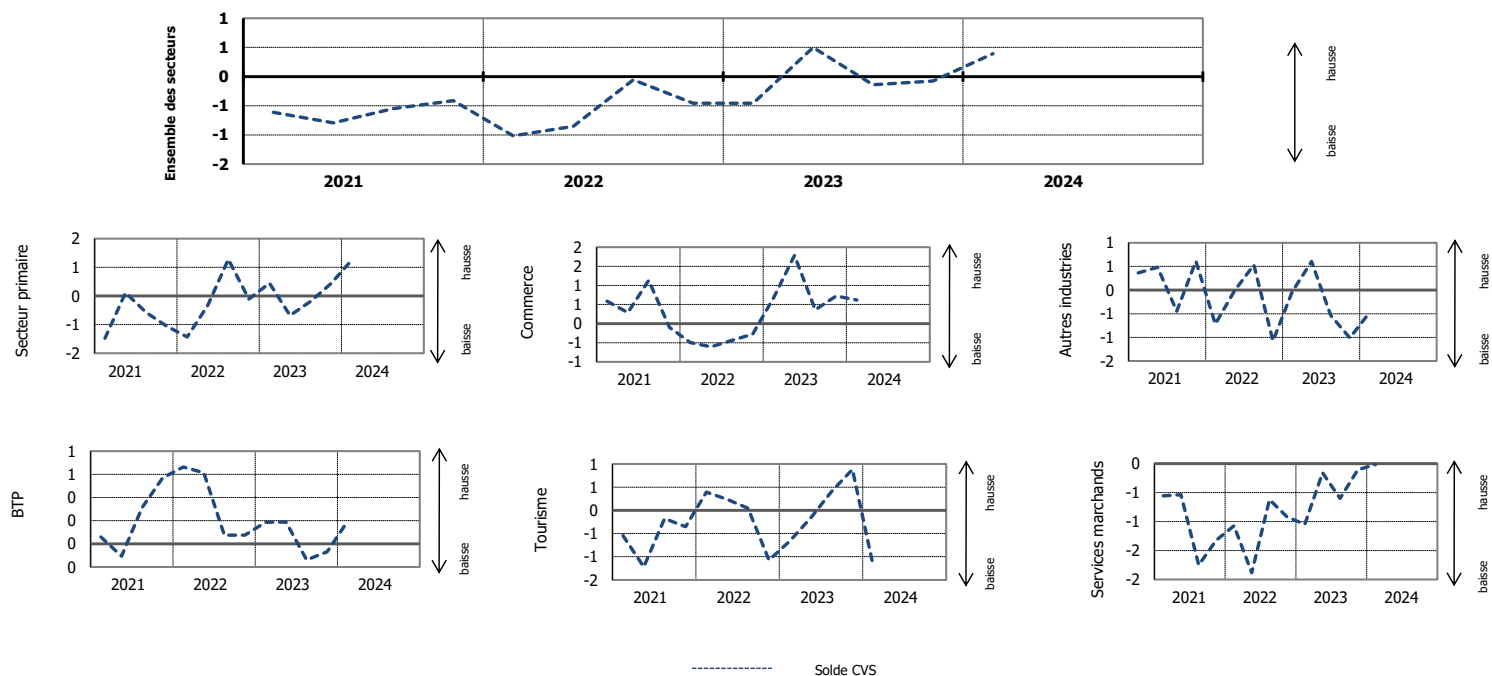 Ensemble des secteurs
1
1
0
-1
-1
-2
2021 2022 2023 2024
hausse
baisse
Secteur primaire
2
1
0
-1
-2
2021 2022 2023 2024
hausse
baisse
Commerce
2
2
1
1
0
-1
-1
2021 2022 2023 2024
hausse
baisse
Autres industries
1
1
0
-1
-1
-2
2021 2022 2023 2024
hausse
baisse
BTP
1
1
0
0
0
0
2021 2022 2023 2024
hausse
baisse
Tourisme
1
1
0
-1
-1
-2
2021 2022 2023 2024
hausse
baisse
Services marchands
0
-1
-1
-2
-2
2021 2022 2023 2024
hausse
baisse
Solde CVS